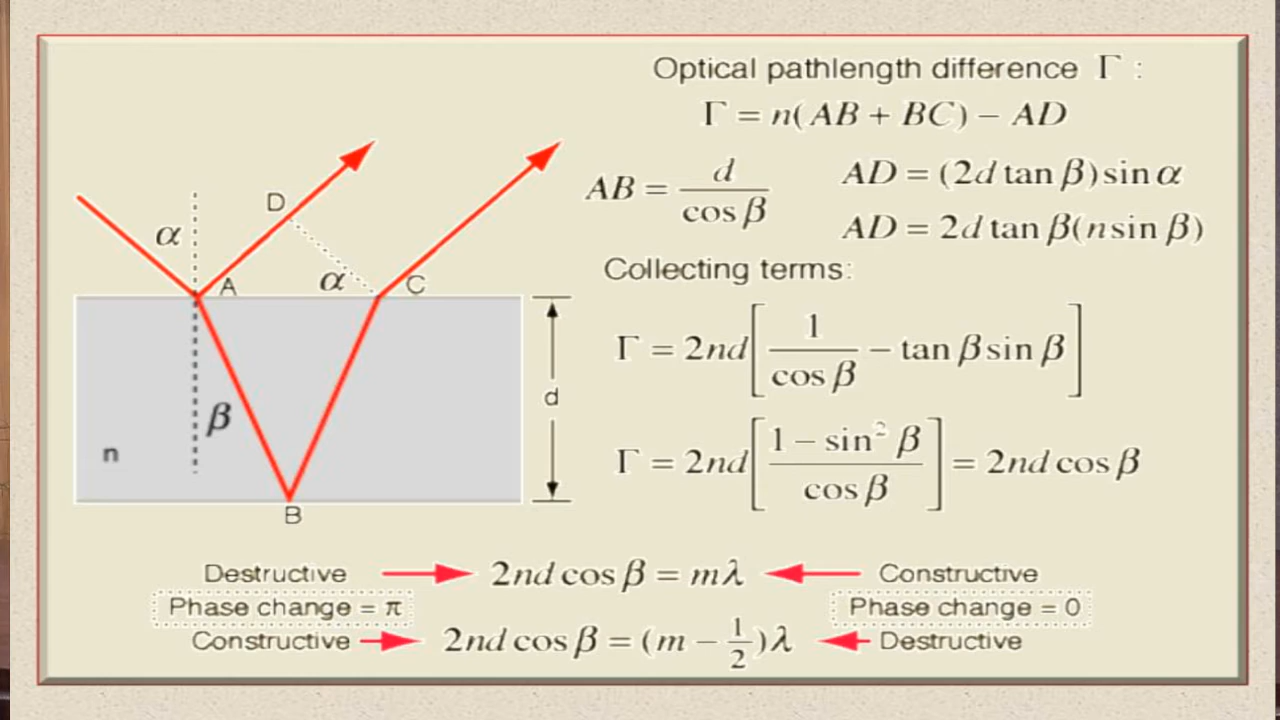 Optical pathlength difference Γ :
Γ = n( AB + BC) − AD
AB = d / cos β
AD = (2d tan β) sin α
AD = 2d tan β(n sin β)
Collecting terms:
Γ = 2nd[ 1 / cos β − tan β sin β ]
Γ = 2nd[ 1 − sin² β / cos β ] = 2nd cos β
α
D
A
α
C
β
n
d
B
Destructive 2nd cos β = mλ Constructive
Phase change = π Phase change = 0
Constructive 2nd cos β = (m − 1/2)λ Destructive